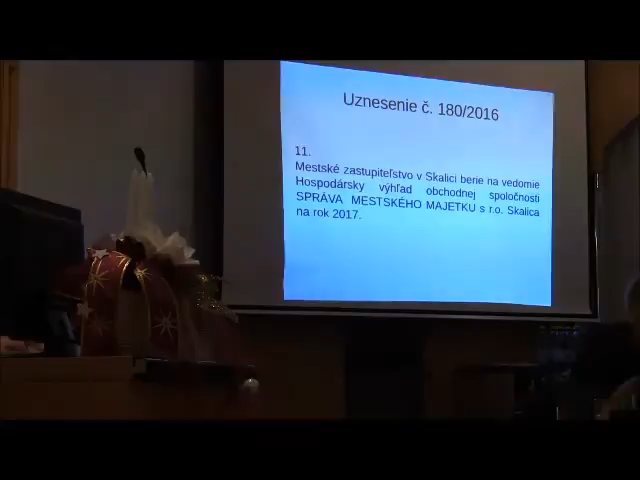 Uznesenie č. 180/2016
11.
Mestské zastupiteľstvo v Skalici berie na vedomie
Hospodársky výhľad obchodnej spoločnosti
SPRÁVA MESTSKÉHO MAJETKU s r.o. Skalica
na rok 2017.